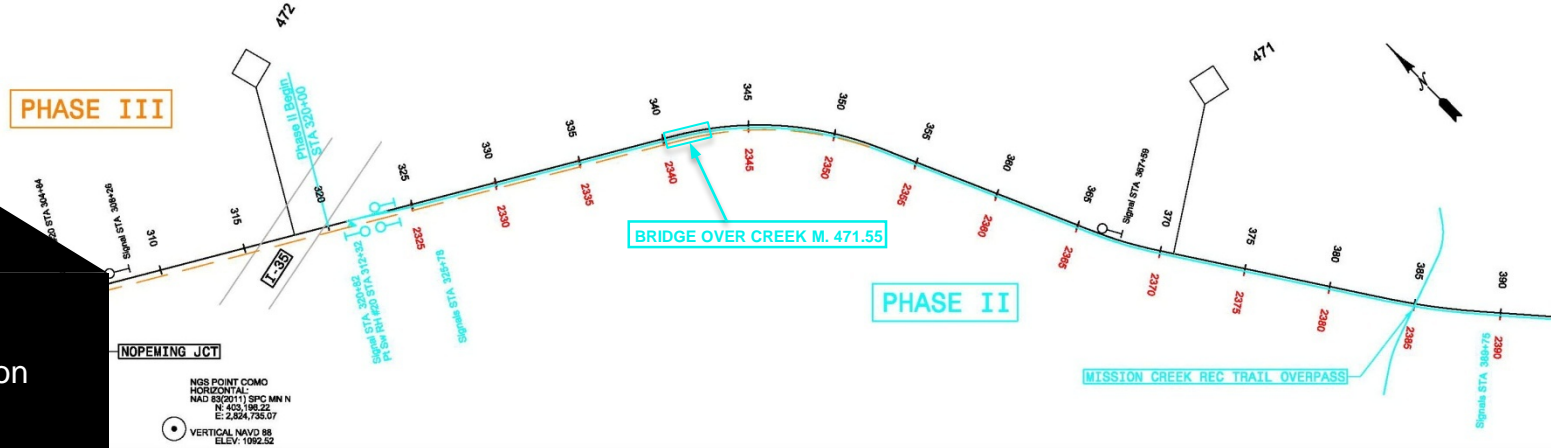 472
471
N
PHASE III
Phase II Begin
STA 320+00
345
340
350
335
330
355
325
360
320
365
Signal STA 367+59
370
315
375
310
380
385
390
20 STA 304+84
Signal STA 308+26
2340
2345
2350
2335
2330
2355
2325
2360
2365
2370
2375
2380
2385
2390
BRIDGE OVER CREEK M. 471.55
I-35
PHASE II
Signal STA 320+82
Pt Sw RH #20 STA 312+32
Signals STA 325+78
NOPEMING JCT
on
MISSION CREEK REC TRAIL OVERPASS
Signals STA 389+75
NGS POINT COMO
HORIZONTAL:
NAD 83(2011) SPC MN N
N: 403,198.22
E: 2,824,735.07
VERTICAL NAVD 88
ELEV: 1092.52